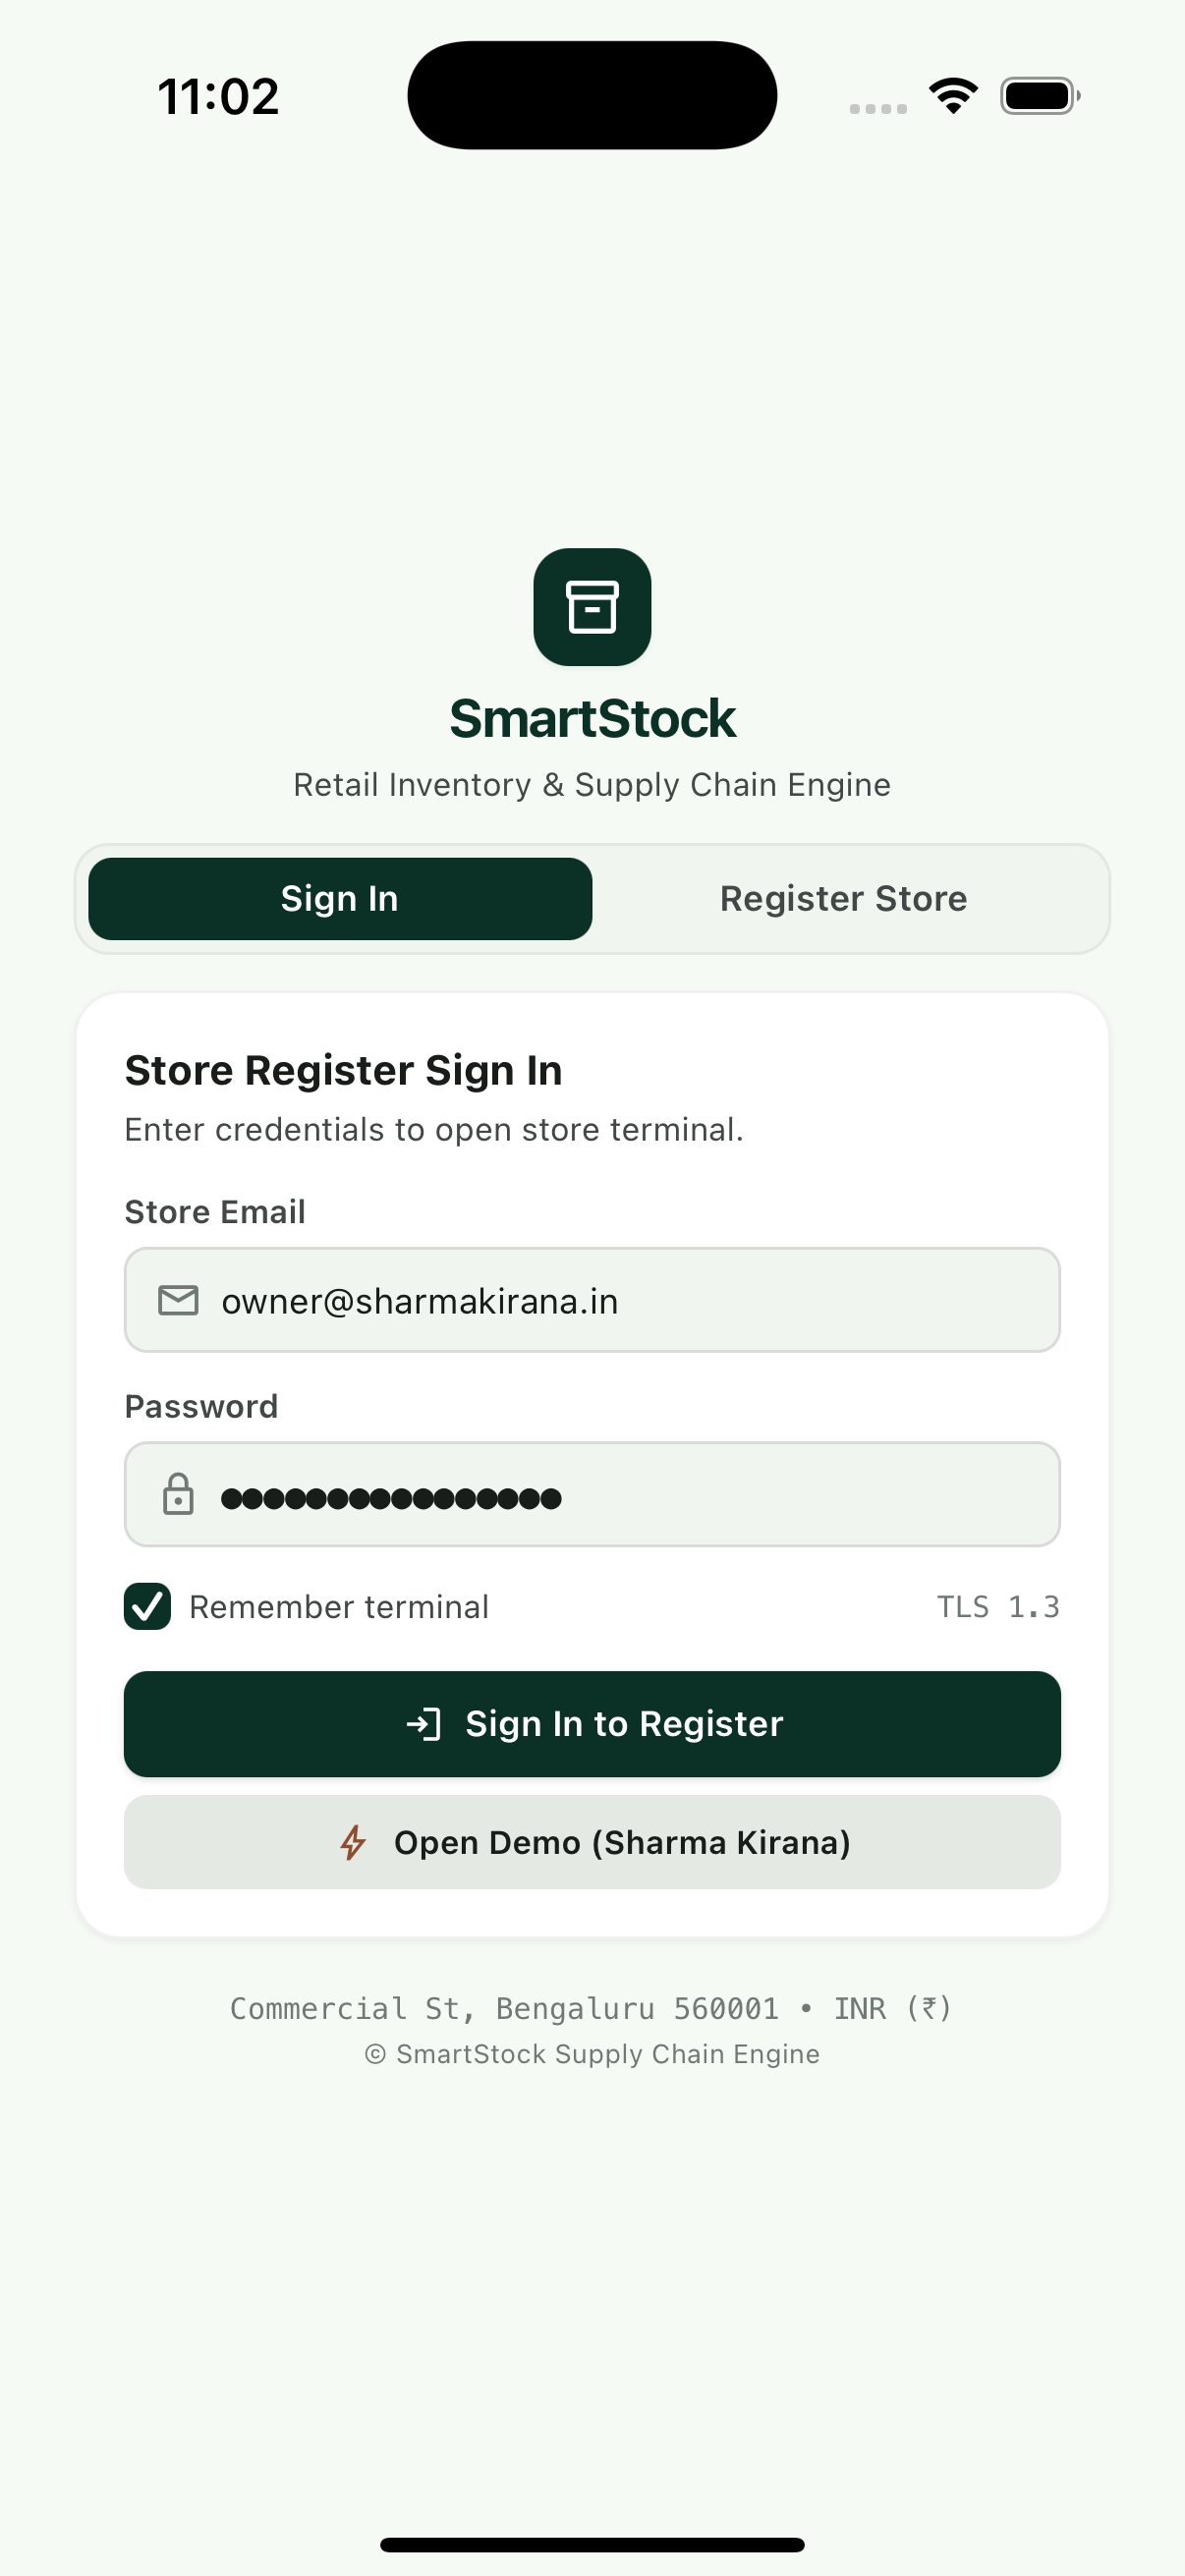 11:02
SmartStock
Retail Inventory & Supply Chain Engine
Sign In
Register Store
Store Register Sign In
Enter credentials to open store terminal.
Store Email
owner@sharmakirana.in
Password
●●●●●●●●●●●●●●●●
Remember terminal
TLS 1.3
Sign In to Register
Open Demo (Sharma Kirana)
Commercial St, Bengaluru 560001 • INR (₹)
© SmartStock Supply Chain Engine